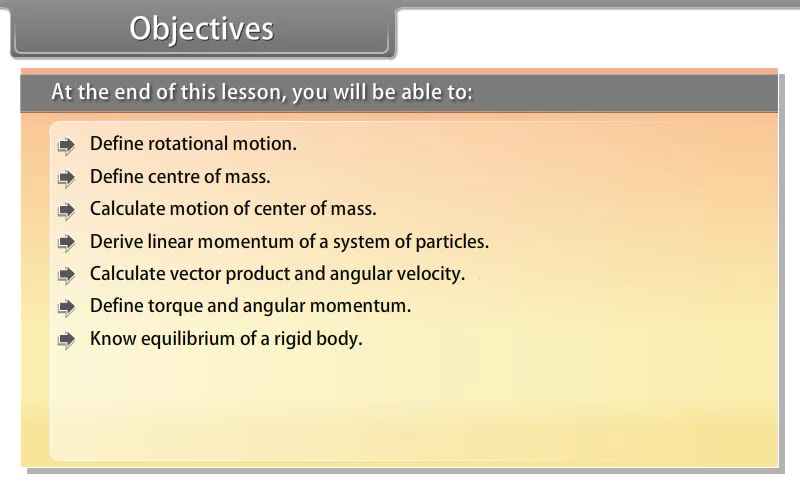 Objectives
At the end of this lesson, you will be able to:
Define rotational motion.
Define centre of mass.
Calculate motion of center of mass.
Derive linear momentum of a system of particles.
Calculate vector product and angular velocity.
Define torque and angular momentum.
Know equilibrium of a rigid body.